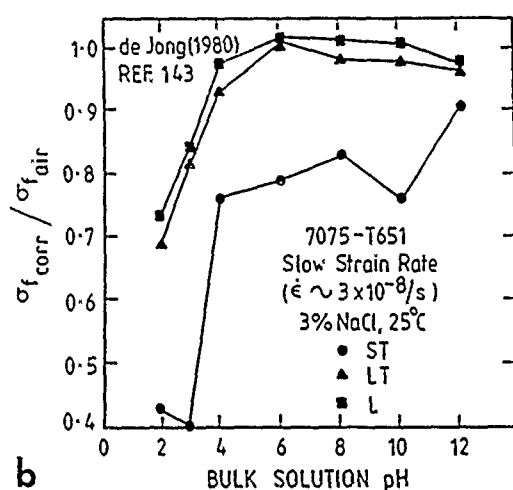 de Jong(1980)
REF. 143
1·0
0·9
0·8
0·7
0·6
0·5
0·4
σf corr / σf air
7075-T651
Slow Strain Rate
(ε̇ ~ 3x10⁻⁸/s)
3% NaCl, 25°C
● ST
▲ LT
■ L
0 2 4 6 8 10 12
BULK SOLUTION pH
b